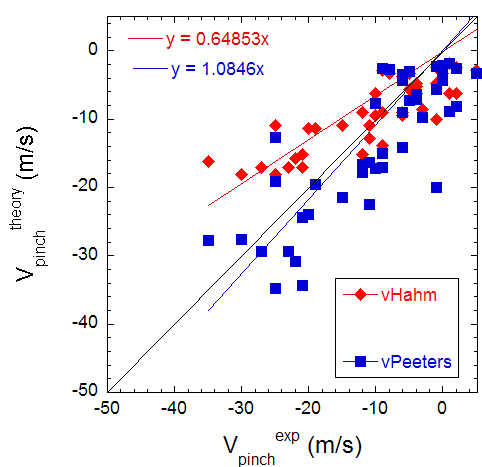 y = 0.64853x
y = 1.0846x
0
-10
-20
-30
-40
-50
V_pinch^theory (m/s)
vHahm
vPeeters
-50 -40 -30 -20 -10 0
V_pinch^exp (m/s)